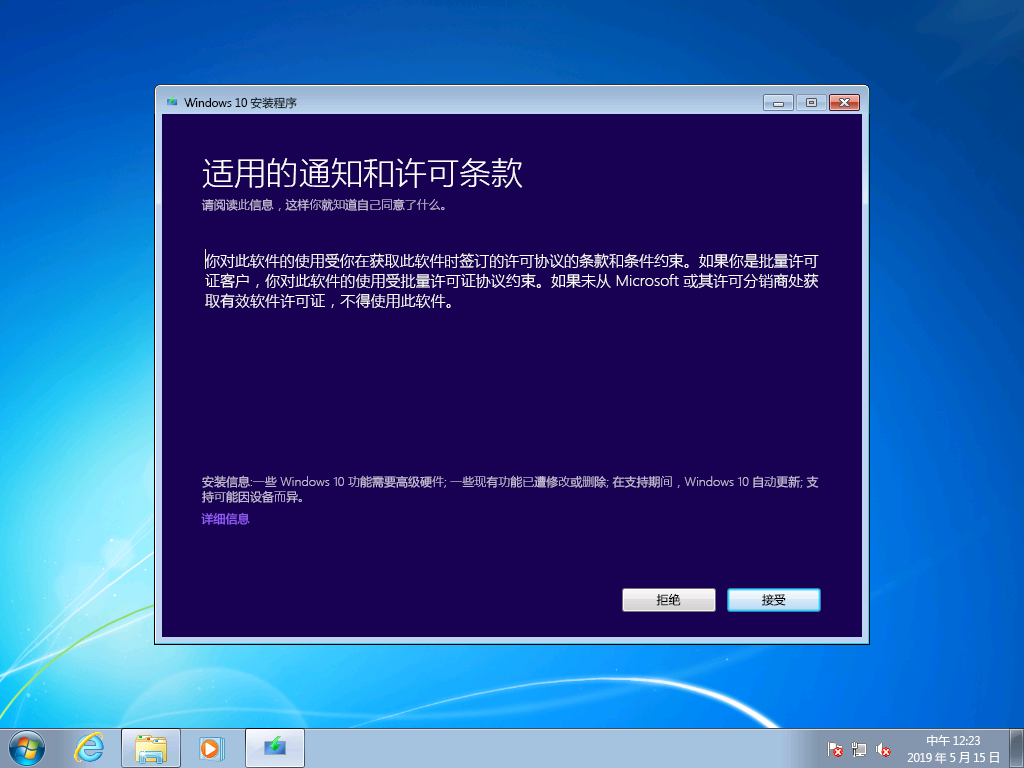 Windows 10 安装程序
适用的通知和许可条款
请阅读此信息，这样你就知道自己同意了什么。
你对此软件的使用受你在获取此软件时签订的许可协议的条款和条件约束。如果你是批量许可
证客户，你对此软件的使用受批量许可证协议约束。如果未从 Microsoft 或其许可分销商处获
取有效软件许可证，不得使用此软件。
安装信息:一些 Windows 10 功能需要高级硬件; 一些现有功能已遭修改或删除; 在支持期间，Windows 10 自动更新; 支
持可能因设备而异。
详细信息
拒绝
接受
中午 12:23
2019 年 5 月 15 日